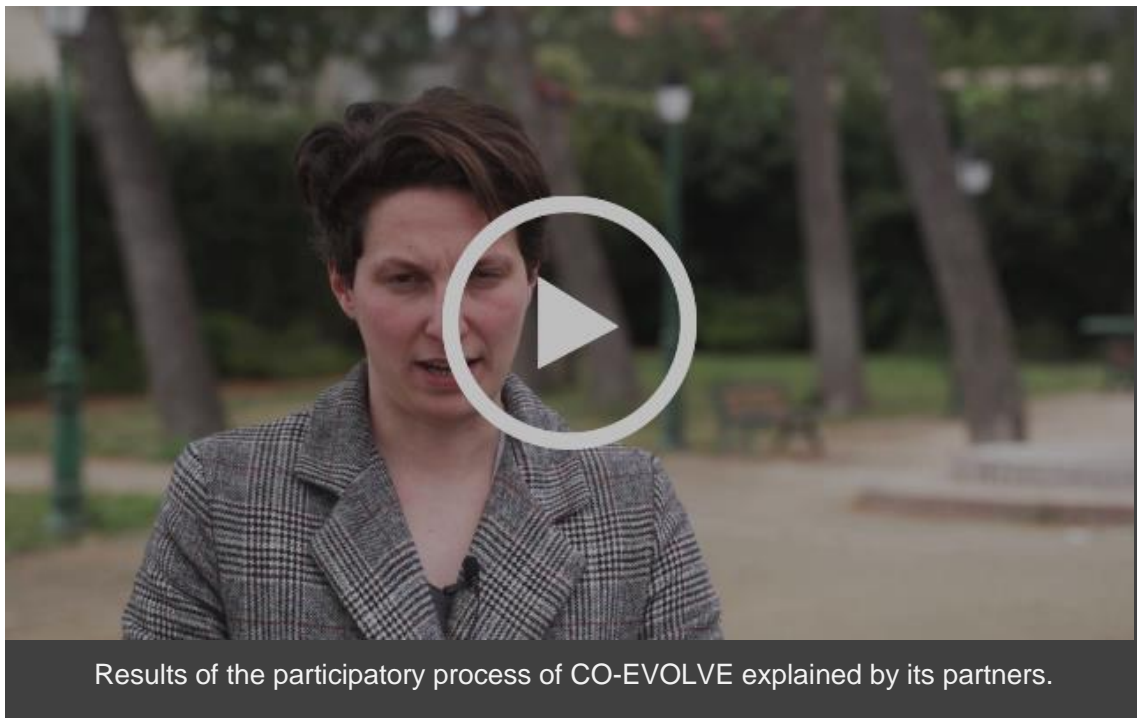 Results of the participatory process of CO-EVOLVE explained by its partners.